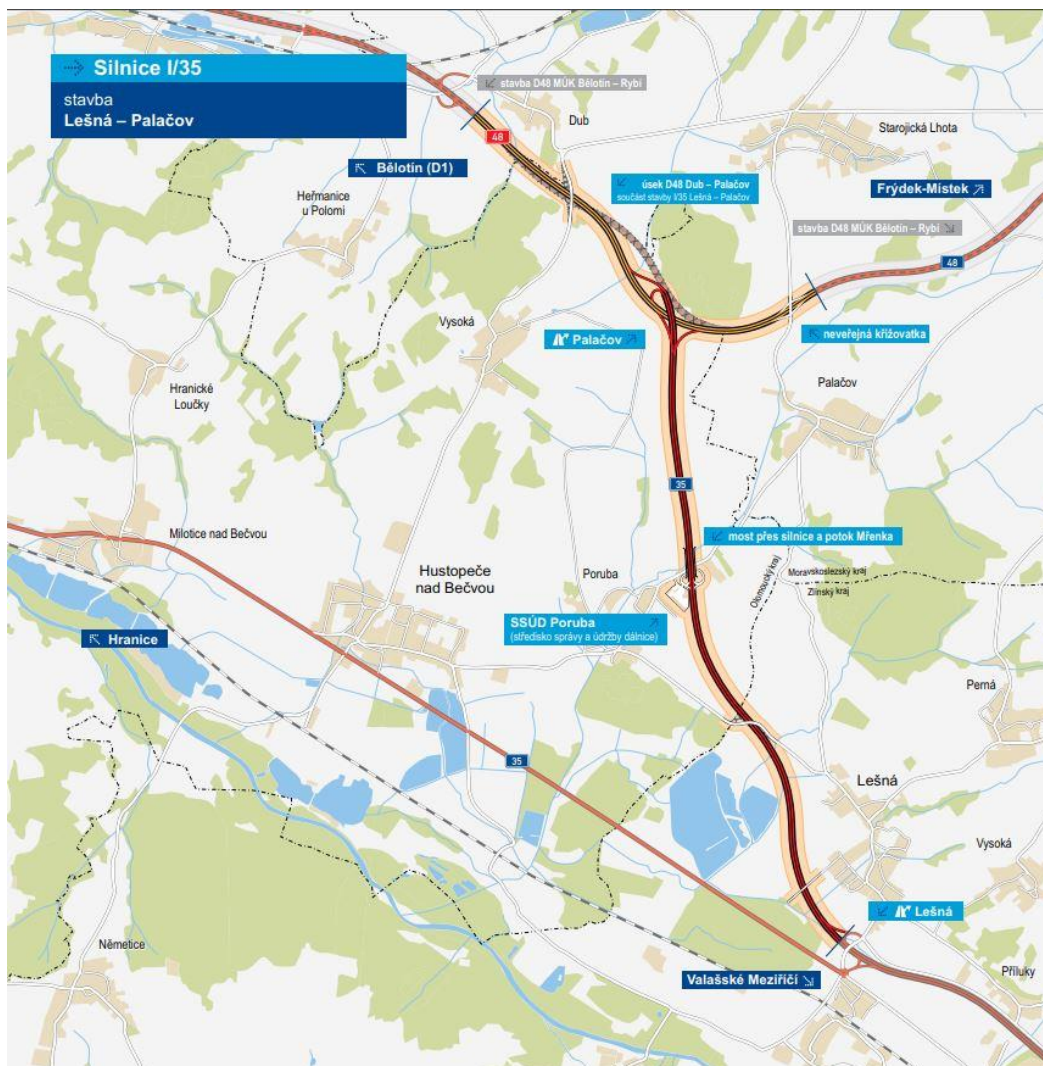 Silnice I/35
stavba
Lešná – Palačov
stavba D48 MÚK Bělotín – Rybí
Dub
48
Starojická Lhota
Bělotín (D1)
úsek D48 Dub – Palačov
součást stavby I/35 Lešná – Palačov
Frýdek-Místek
Heřmanice
u Polomi
stavba D48 MÚK Bělotín – Rybí
48
Vysoká
Palačov
neveřejná křižovatka
Hranické
Loučky
Palačov
35
Milotice nad Bečvou
most přes silnice a potok Mřenka
Hustopeče
nad Bečvou
Poruba
Olomoucký kraj
Moravskoslezský kraj
Zlínský kraj
SSÚD Poruba
(středisko správy a údržby dálnice)
Hranice
Perná
35
Lešná
Vysoká
Lešná
Němetice
Valašské Meziříčí
Příluky